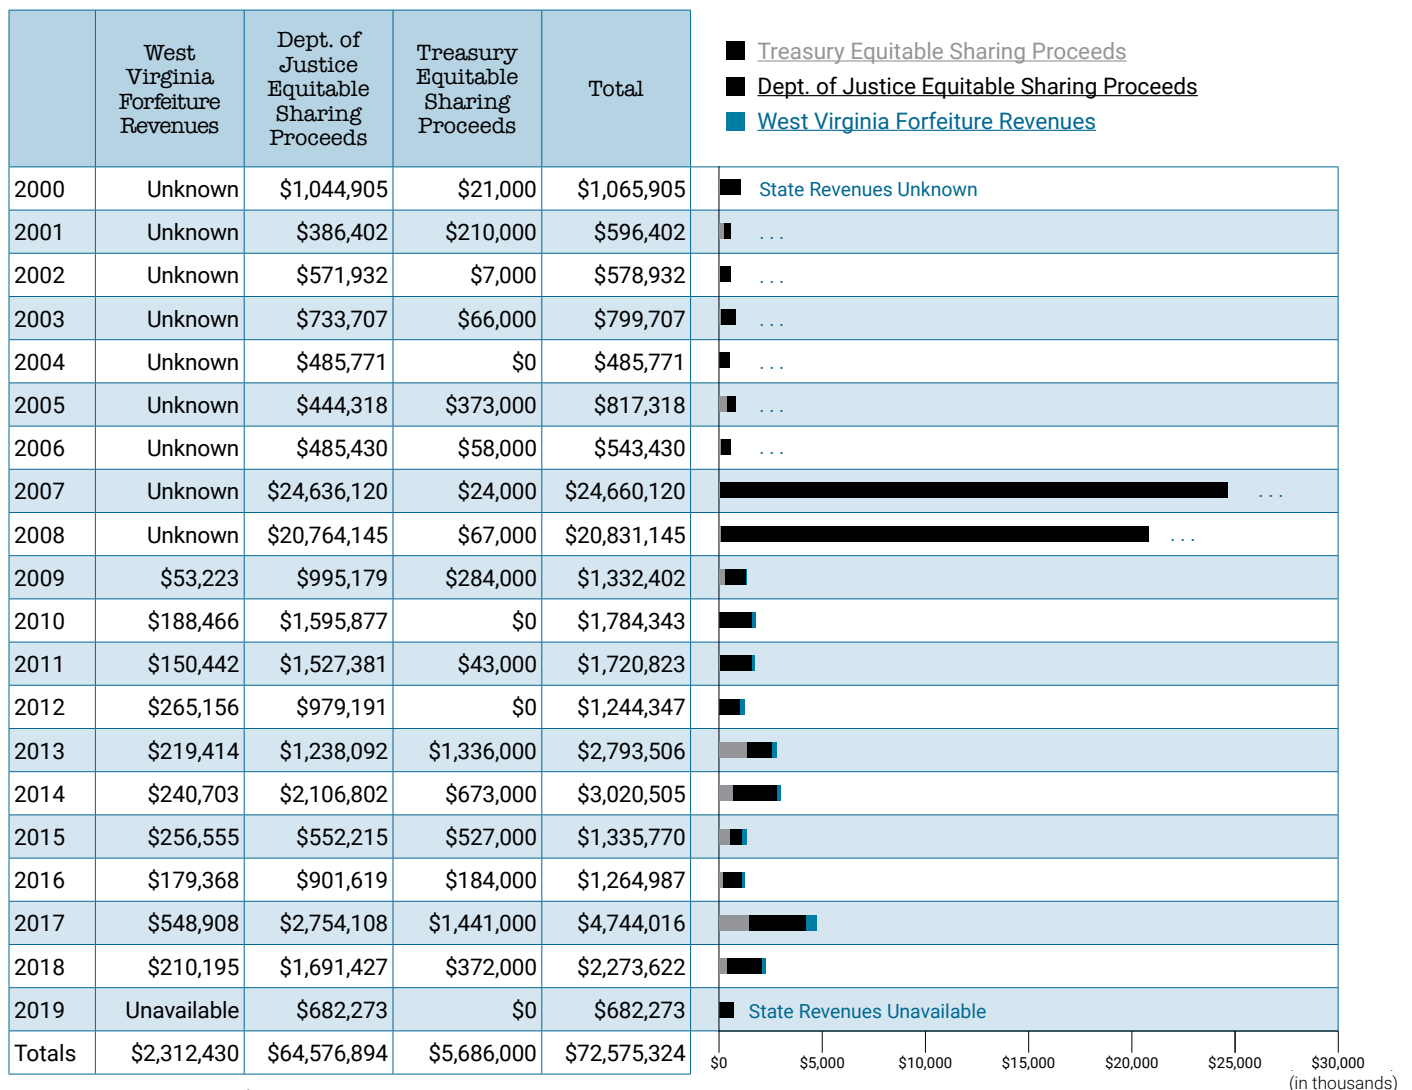 West Virginia Forfeiture Revenues
Dept. of Justice Equitable Sharing Proceeds
Treasury Equitable Sharing Proceeds
Total
Treasury Equitable Sharing Proceeds
Dept. of Justice Equitable Sharing Proceeds
West Virginia Forfeiture Revenues
2000 Unknown $1,044,905 $21,000 $1,065,905 State Revenues Unknown
2001 Unknown $386,402 $210,000 $596,402 . . .
2002 Unknown $571,932 $7,000 $578,932 . . .
2003 Unknown $733,707 $66,000 $799,707 . . .
2004 Unknown $485,771 $0 $485,771 . . .
2005 Unknown $444,318 $373,000 $817,318 . . .
2006 Unknown $485,430 $58,000 $543,430 . . .
2007 Unknown $24,636,120 $24,000 $24,660,120 . . .
2008 Unknown $20,764,145 $67,000 $20,831,145 . . .
2009 $53,223 $995,179 $284,000 $1,332,402
2010 $188,466 $1,595,877 $0 $1,784,343
2011 $150,442 $1,527,381 $43,000 $1,720,823
2012 $265,156 $979,191 $0 $1,244,347
2013 $219,414 $1,238,092 $1,336,000 $2,793,506
2014 $240,703 $2,106,802 $673,000 $3,020,505
2015 $256,555 $552,215 $527,000 $1,335,770
2016 $179,368 $901,619 $184,000 $1,264,987
2017 $548,908 $2,754,108 $1,441,000 $4,744,016
2018 $210,195 $1,691,427 $372,000 $2,273,622
2019 Unavailable $682,273 $0 $682,273 State Revenues Unavailable
Totals $2,312,430 $64,576,894 $5,686,000 $72,575,324
$0 $5,000 $10,000 $15,000 $20,000 $25,000 $30,000
(in thousands)